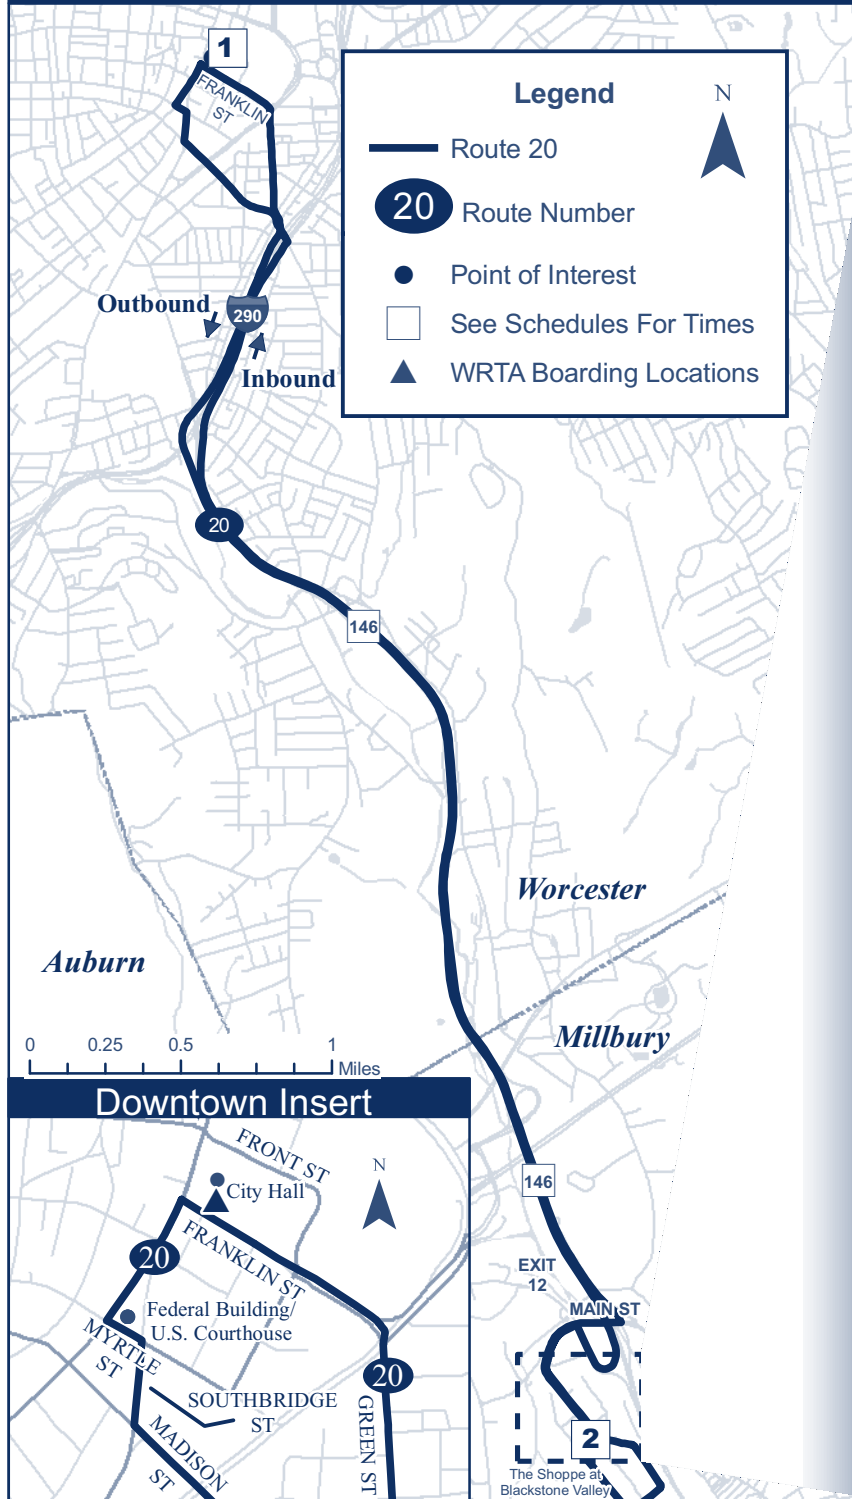 1
FRANKLIN
ST
Legend
N
Route 20
20
Route Number
Point of Interest
See Schedules For Times
WRTA Boarding Locations
Outbound
290
Inbound
20
146
Worcester
Auburn
Millbury
0 0.25 0.5 1
Miles
Downtown Insert
FRONT ST
N
City Hall
FRANKLIN ST
20
Federal Building/
U.S. Courthouse
MYRTLE
ST
20
SOUTHBRIDGE
ST
GREEN ST
MADISON
ST
146
EXIT
12
MAIN ST
2
The Shoppe at
Blackstone Valley